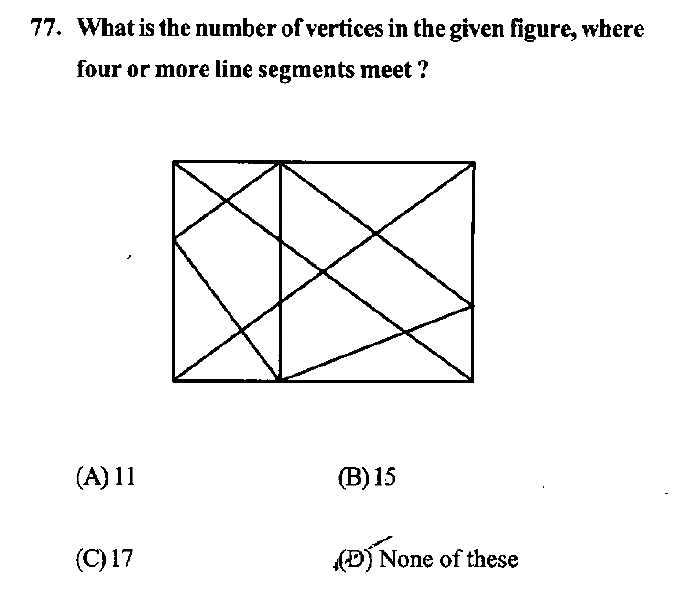 77. What is the number of vertices in the given figure, where
four or more line segments meet ?
(A) 11 (B) 15
(C) 17 (D) None of these